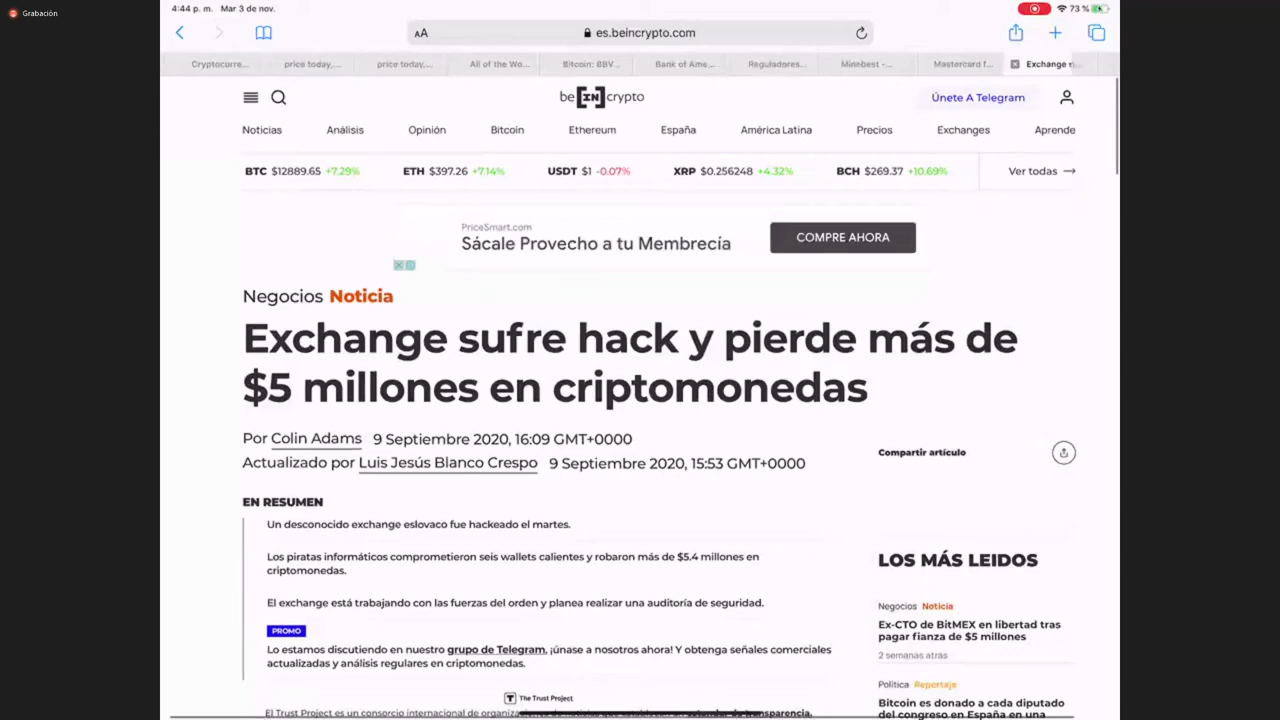 Grabación
4:44 p. m. Mar 3 de nov.
73 %
AA
es.beincrypto.com
Cryptocurre...
price today,...
price today,...
All of the Wo...
Bitcoin: BBV...
Bank of Ame...
Reguladores...
Minebest -...
Mastercard f...
Exchange
be[IN]crypto
Únete A Telegram
Noticias Análisis Opinión Bitcoin Ethereum España América Latina Precios Exchanges Aprende
BTC $12889.65 +7.29% ETH $397.26 +7.14% USDT $1 -0.07% XRP $0.256248 +4.32% BCH $269.37 +10.69% Ver todas →
PriceSmart.com
Sácale Provecho a tu Membrecía
COMPRE AHORA
Negocios Noticia
Exchange sufre hack y pierde más de
$5 millones en criptomonedas
Por Colin Adams 9 Septiembre 2020, 16:09 GMT+0000
Actualizado por Luis Jesús Blanco Crespo 9 Septiembre 2020, 15:53 GMT+0000
Compartir artículo
EN RESUMEN
Un desconocido exchange eslovaco fue hackeado el martes.
Los piratas informáticos comprometieron seis wallets calientes y robaron más de $5.4 millones en
criptomonedas.
El exchange está trabajando con las fuerzas del orden y planea realizar una auditoría de seguridad.
PROMO
Lo estamos discutiendo en nuestro grupo de Telegram, ¡únase a nosotros ahora! Y obtenga señales comerciales
actualizadas y análisis regulares en criptomonedas.
The Trust Project
El Trust Project es un consorcio internacional de
LOS MÁS LEIDOS
Negocios Noticia
Ex-CTO de BitMEX en libertad tras
pagar fianza de $5 millones
2 semanas atrás
Política Reportaje
Bitcoin es donado a cada diputado
del congreso en España en una